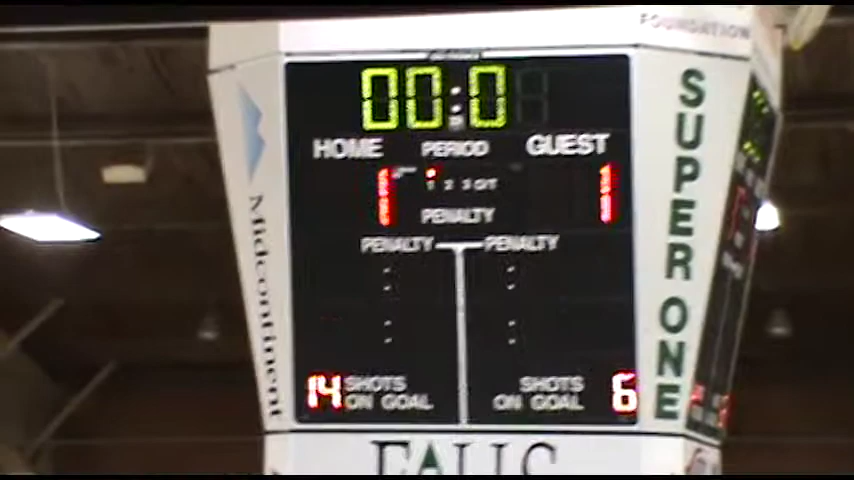 FOUNDATION
00:0
HOME PERIOD GUEST
1 1 2 3 O/T 1
PENALTY
PENALTY PENALTY
14 SHOTS ON GOAL
SHOTS ON GOAL 6
Midcontinent
SUPER ONE
FALLS